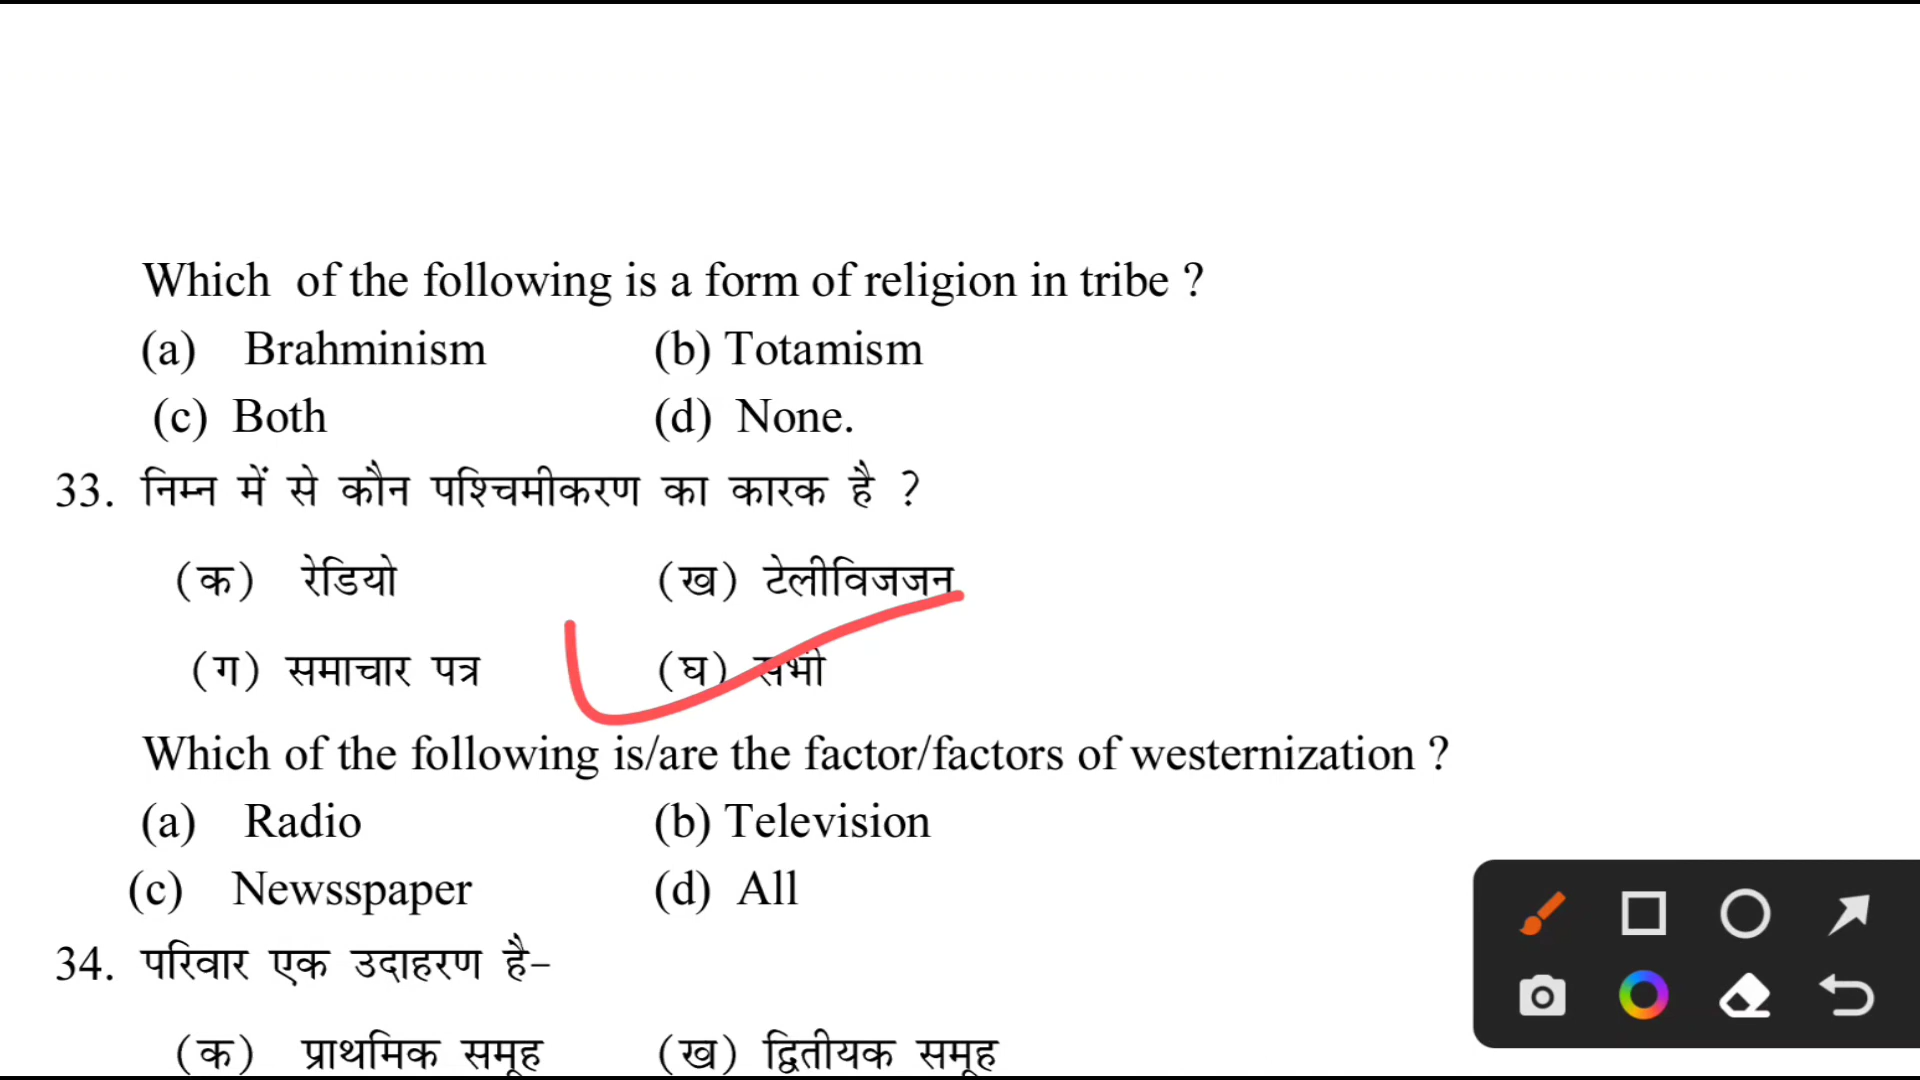 Which of the following is a form of religion in tribe ?
(a) Brahminism (b) Totamism
(c) Both (d) None.
33. निम्न में से कौन पश्चिमीकरण का कारक है ?
(क) रेडियो (ख) टेलीविजजन
(ग) समाचार पत्र (घ) सभी
Which of the following is/are the factor/factors of westernization ?
(a) Radio (b) Television
(c) Newsspaper (d) All
34. परिवार एक उदाहरण है–
(क) प्राथमिक समूह (ख) द्वितीयक समूह